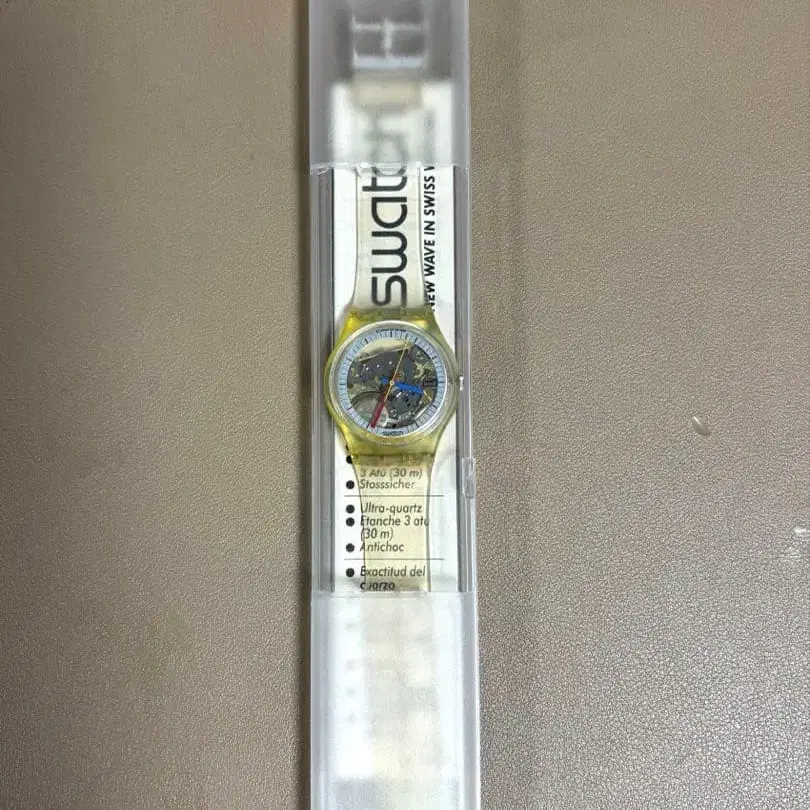 swatch
NEW WAVE IN SWISS
swatch
3 Atü (30 m)
● Stosssicher
● Ultra-quartz
● Etanche 3 atü
(30 m)
● Antichoc
● Exactitud del
cuarzo